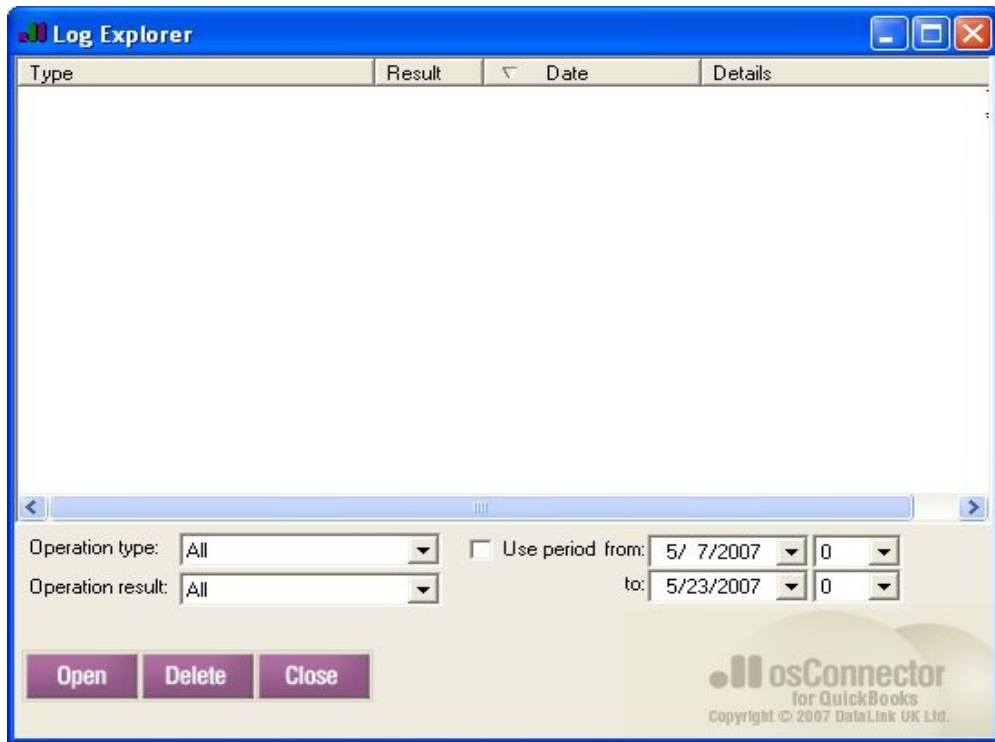 Log Explorer
Type Result Date Details
Operation type: All Use period from: 5/ 7/2007 0
Operation result: All to: 5/23/2007 0
Open Delete Close
osConnector
for QuickBooks
Copyright © 2007 DataLink UK Ltd.